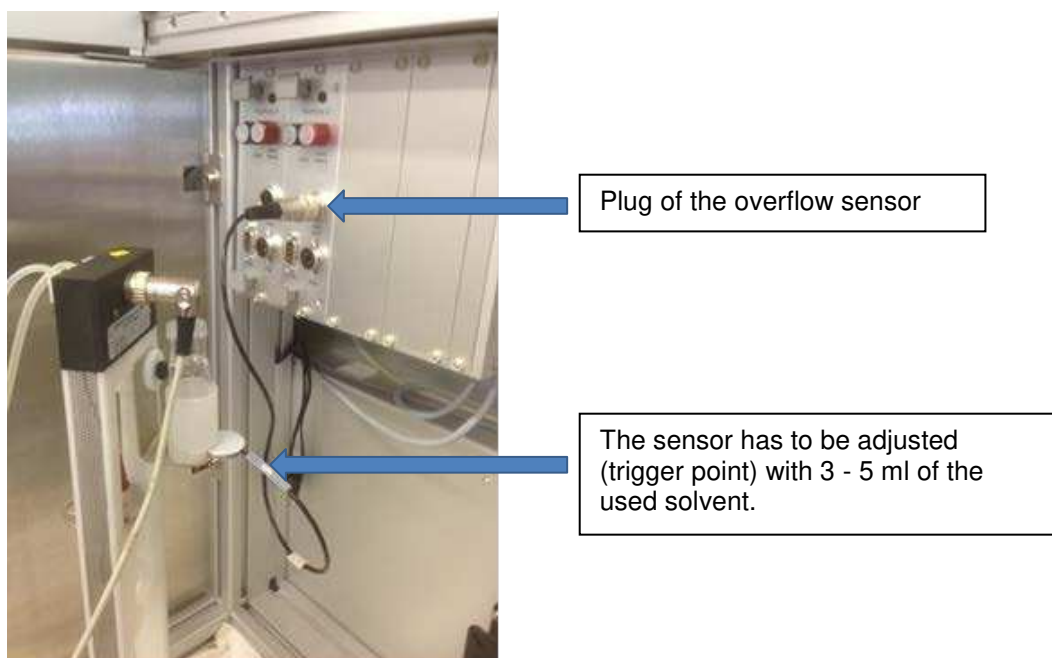 Plug of the overflow sensor
The sensor has to be adjusted
(trigger point) with 3 - 5 ml of the
used solvent.